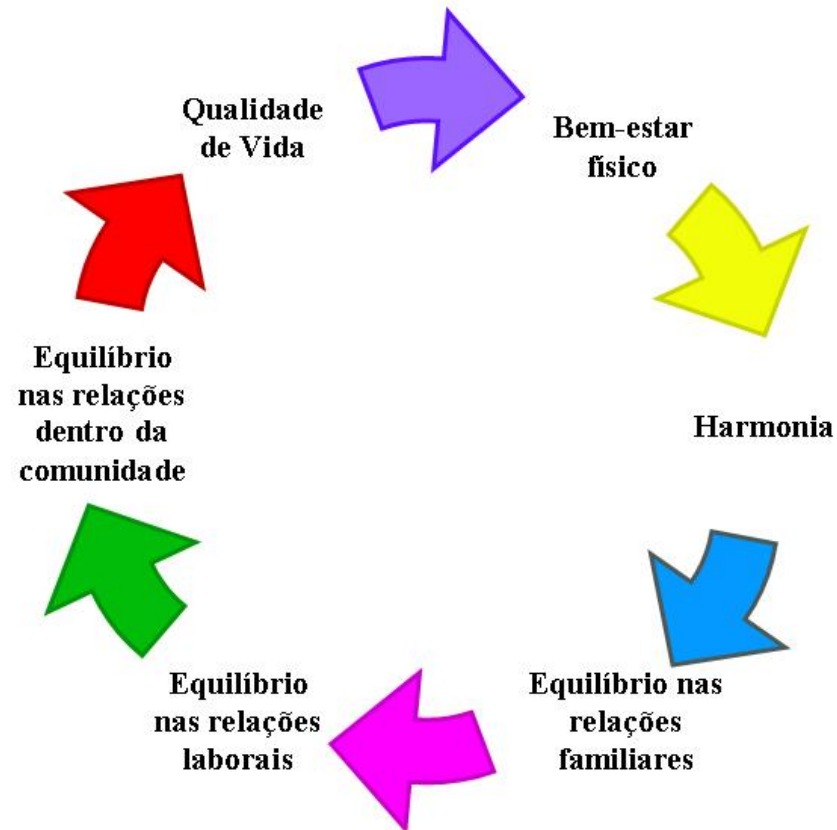 Qualidade
de Vida
Bem-estar
físico
Harmonia
Equilíbrio nas
relações
familiares
Equilíbrio
nas relações
laborais
Equilíbrio
nas relações
dentro da
comunidade